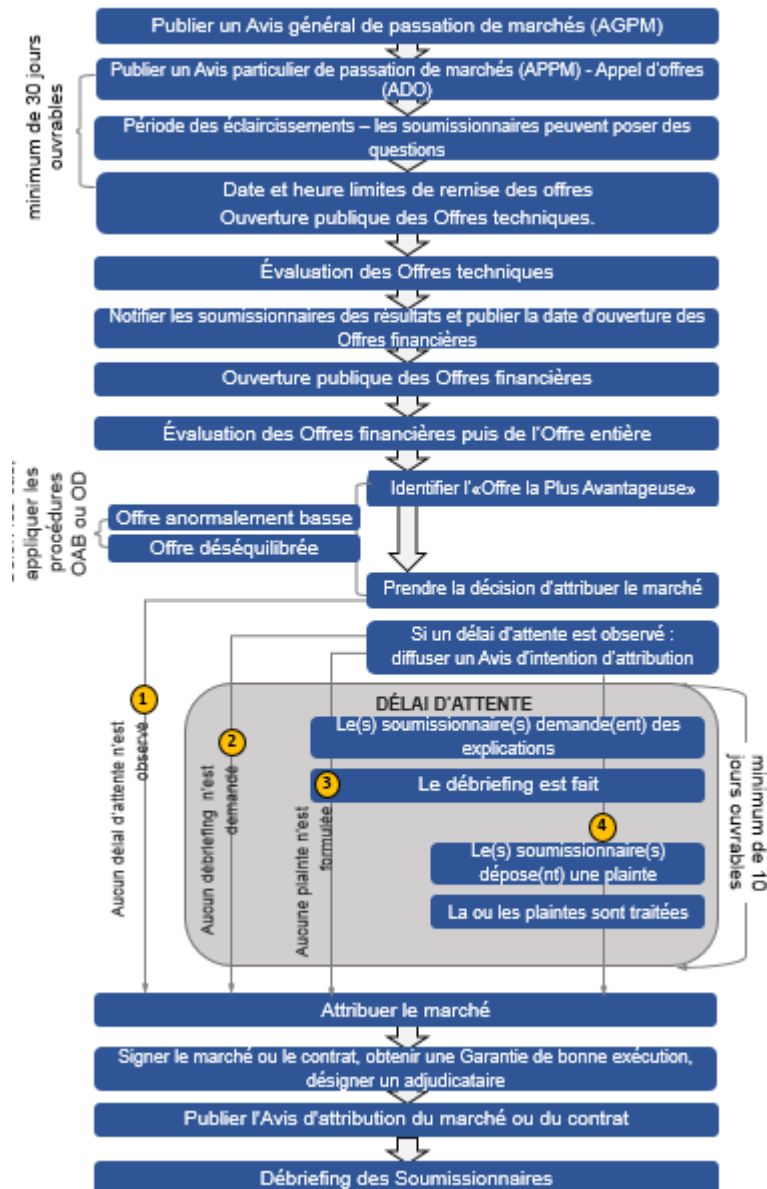 Publier un Avis général de passation de marchés (AGPM)
Publier un Avis particulier de passation de marchés (APPM) - Appel d'offres
(ADO)
minimum de 30 jours
ouvrables
Période des éclaircissements – les soumissionnaires peuvent poser des
questions
Date et heure limites de remise des offres
Ouverture publique des Offres techniques.
Évaluation des Offres techniques
Notifier les soumissionnaires des résultats et publier la date d'ouverture des
Offres financières
Ouverture publique des Offres financières
Évaluation des Offres financières puis de l'Offre entière
Identifier l'«Offre la Plus Avantageuse»
appliquer les
procédures
OAB ou OD
Offre anormalement basse
Offre déséquilibrée
Prendre la décision d'attribuer le marché
Si un délai d'attente est observé :
diffuser un Avis d'intention d'attribution
1
Aucun délai d'attente n'est
observé
2
Aucun débriefing n'est
demandé
DÉLAI D'ATTENTE
Le(s) soumissionnaire(s) demande(ent) des
explications
3
Le débriefing est fait
Aucune plainte n'est
formulée
4
Le(s) soumissionnaire(s)
dépose(nt) une plainte
La ou les plaintes sont traitées
minimum de 10
jours ouvrables
Attribuer le marché
Signer le marché ou le contrat, obtenir une Garantie de bonne exécution,
désigner un adjudicataire
Publier l'Avis d'attribution du marché ou du contrat
Débriefing des Soumissionnaires